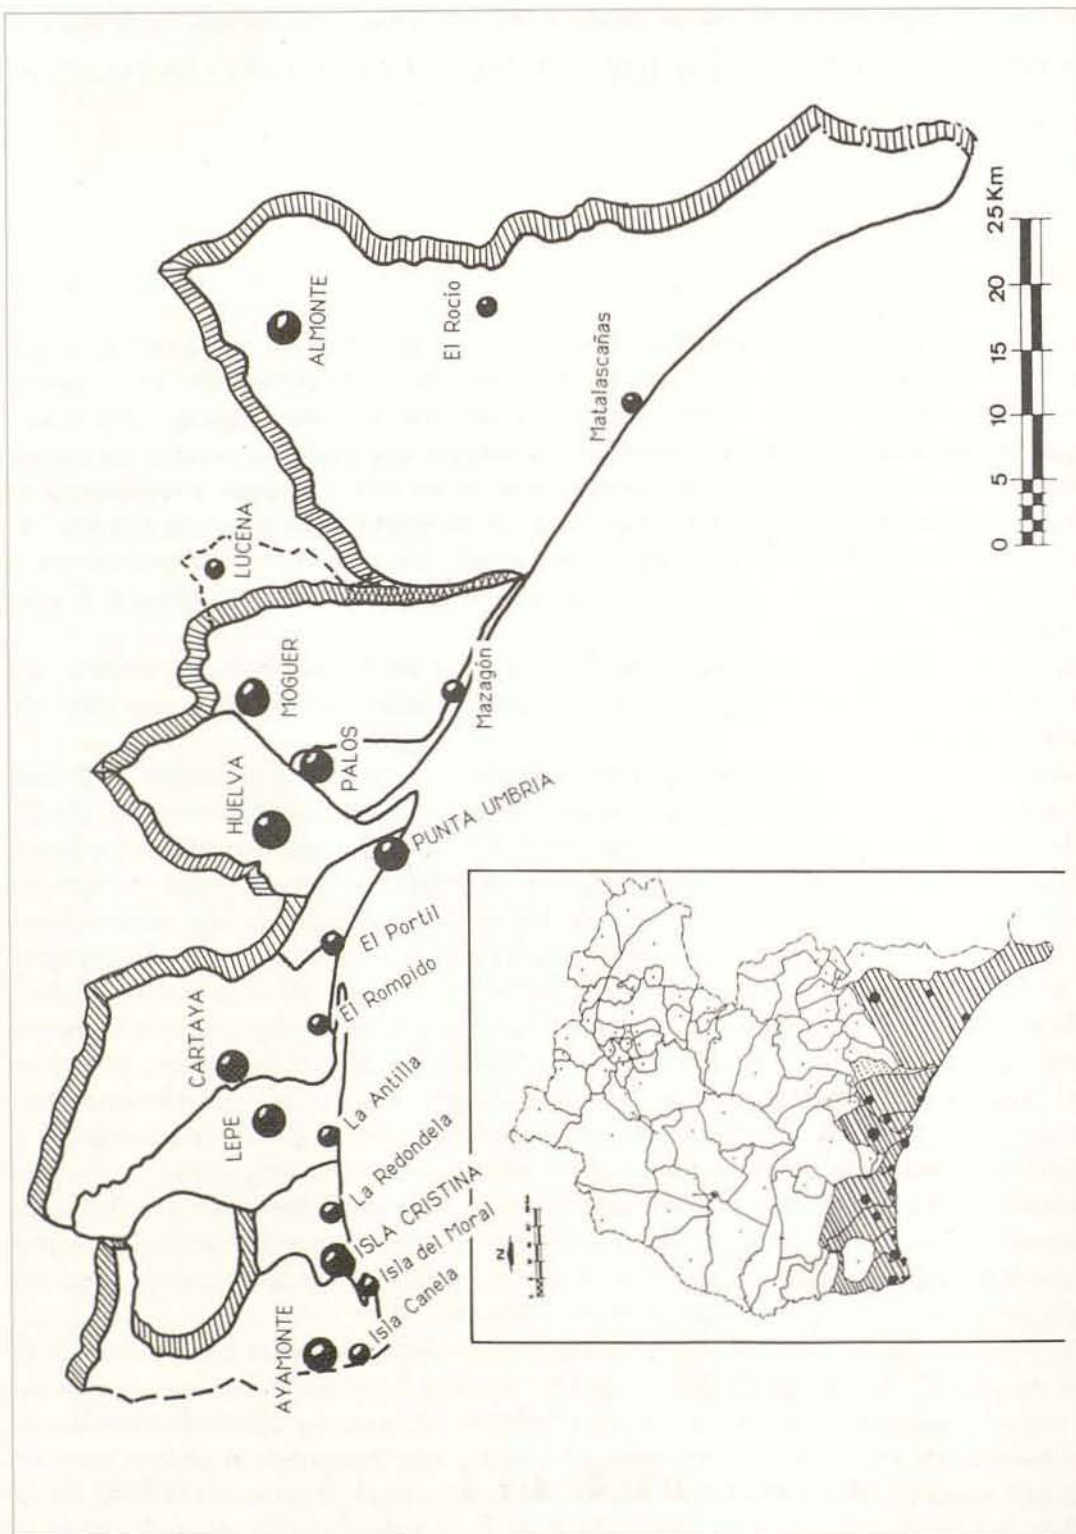 AYAMONTE
Isla Canela
Isla del Moral
ISLA CRISTINA
La Redondela
LEPE
La Antilla
CARTAYA
El Rompido
El Portil
HUELVA
PUNTA UMBRIA
PALOS
MOGUER
Mazagón
LUCENA
ALMONTE
El Rocío
Matalascañas
0 5 10 15 20 25 Km
N